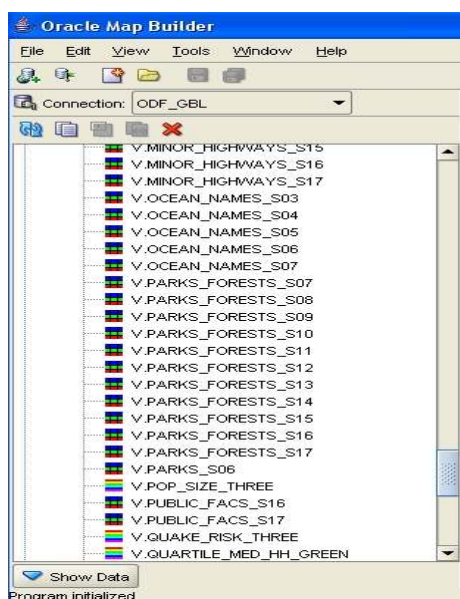 Oracle Map Builder
File Edit View Tools Window Help
Connection: ODF_GBL
V.MINOR_HIGHWAYS_S15
V.MINOR_HIGHWAYS_S16
V.MINOR_HIGHWAYS_S17
V.OCEAN_NAMES_S03
V.OCEAN_NAMES_S04
V.OCEAN_NAMES_S05
V.OCEAN_NAMES_S06
V.OCEAN_NAMES_S07
V.PARKS_FORESTS_S07
V.PARKS_FORESTS_S08
V.PARKS_FORESTS_S09
V.PARKS_FORESTS_S10
V.PARKS_FORESTS_S11
V.PARKS_FORESTS_S12
V.PARKS_FORESTS_S13
V.PARKS_FORESTS_S14
V.PARKS_FORESTS_S15
V.PARKS_FORESTS_S16
V.PARKS_FORESTS_S17
V.PARKS_S06
V.POP_SIZE_THREE
V.PUBLIC_FACS_S16
V.PUBLIC_FACS_S17
V.QUAKE_RISK_THREE
V.QUARTILE_MED_HH_GREEN
Show Data
Program initialized